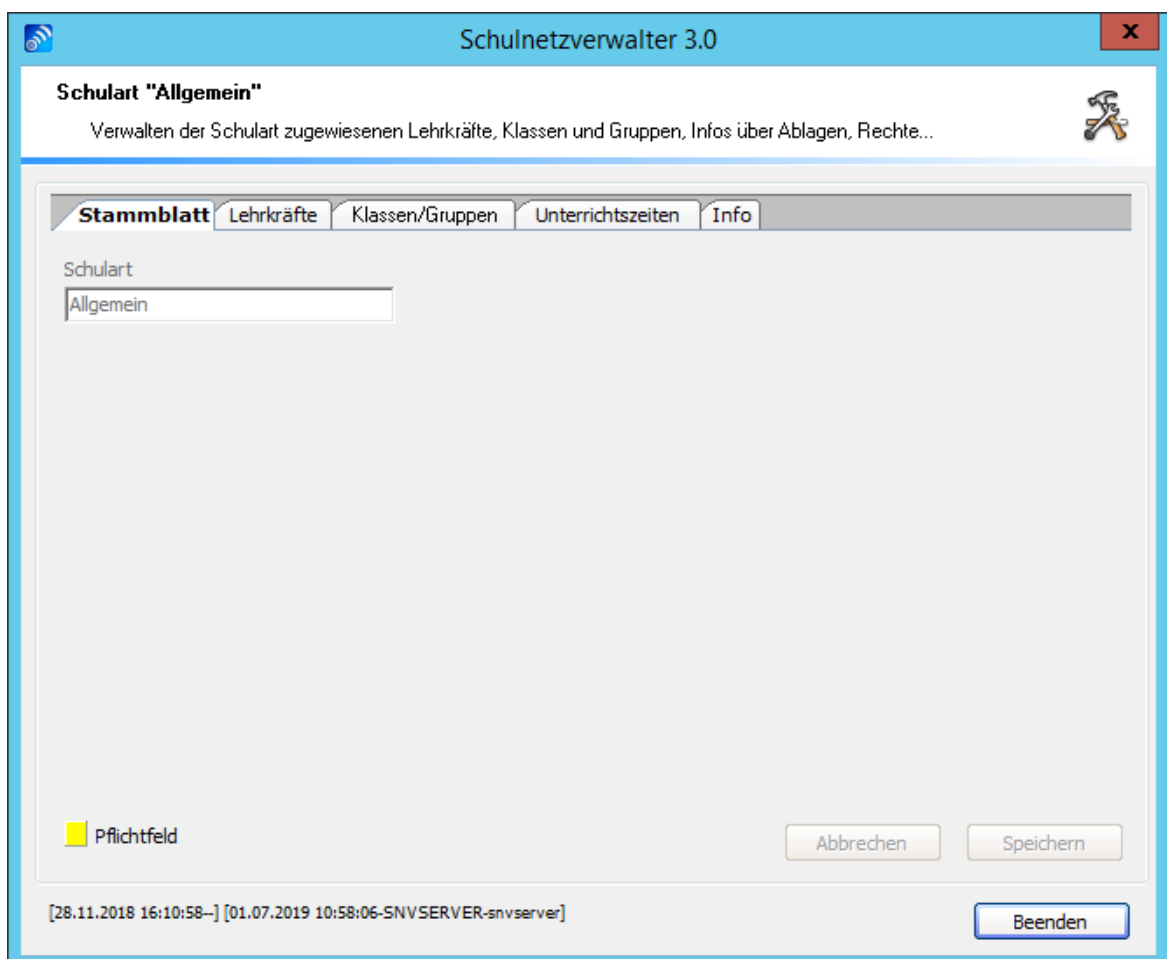 Schulnetzverwalter 3.0
x
Schulart "Allgemein"
Verwalten der Schulart zugewiesenen Lehrkräfte, Klassen und Gruppen, Infos über Ablagen, Rechte...
Stammblatt Lehrkräfte Klassen/Gruppen Unterrichtszeiten Info
Schulart
Allgemein
Pflichtfeld
Abbrechen Speichern
[28.11.2018 16:10:58--] [01.07.2019 10:58:06-SNVSERVER-snvserver]
Beenden